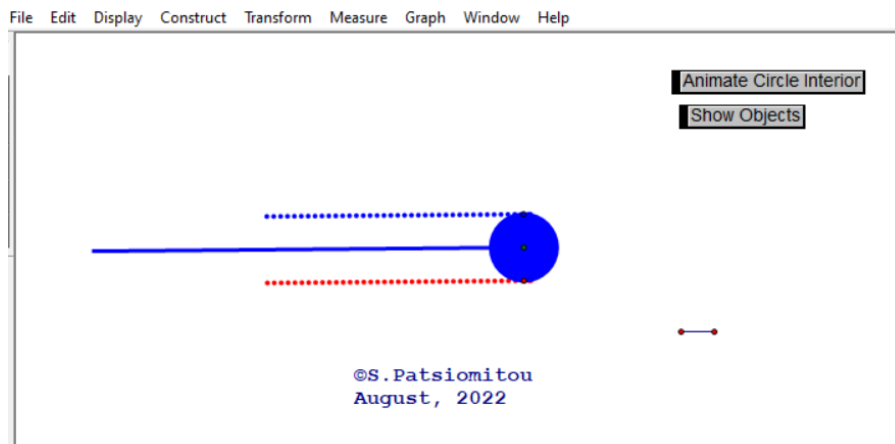 File Edit Display Construct Transform Measure Graph Window Help
Animate Circle Interior
Show Objects
©S.Patsiomitou
August, 2022